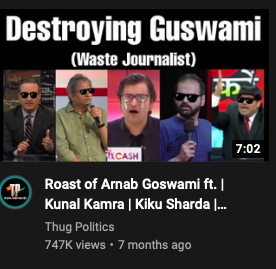 Destroying Guswami
(Waste Journalist)
CASH
7:02
Roast of Arnab Goswami ft. |
Kunal Kamra | Kiku Sharda |...
Thug Politics
747K views • 7 months ago